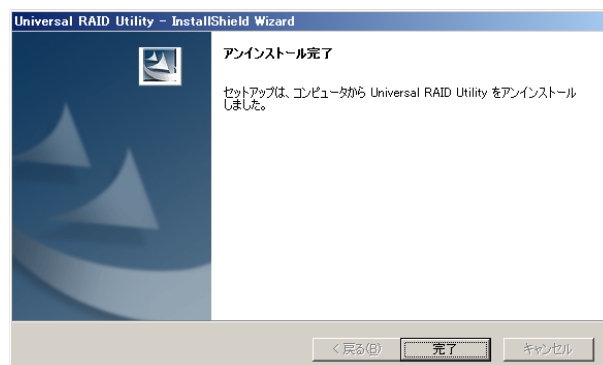 Universal RAID Utility - InstallShield Wizard
アンインストール完了
セットアップは、コンピュータから Universal RAID Utility をアンインストール
しました。
< 戻る(B)
完了
キャンセル